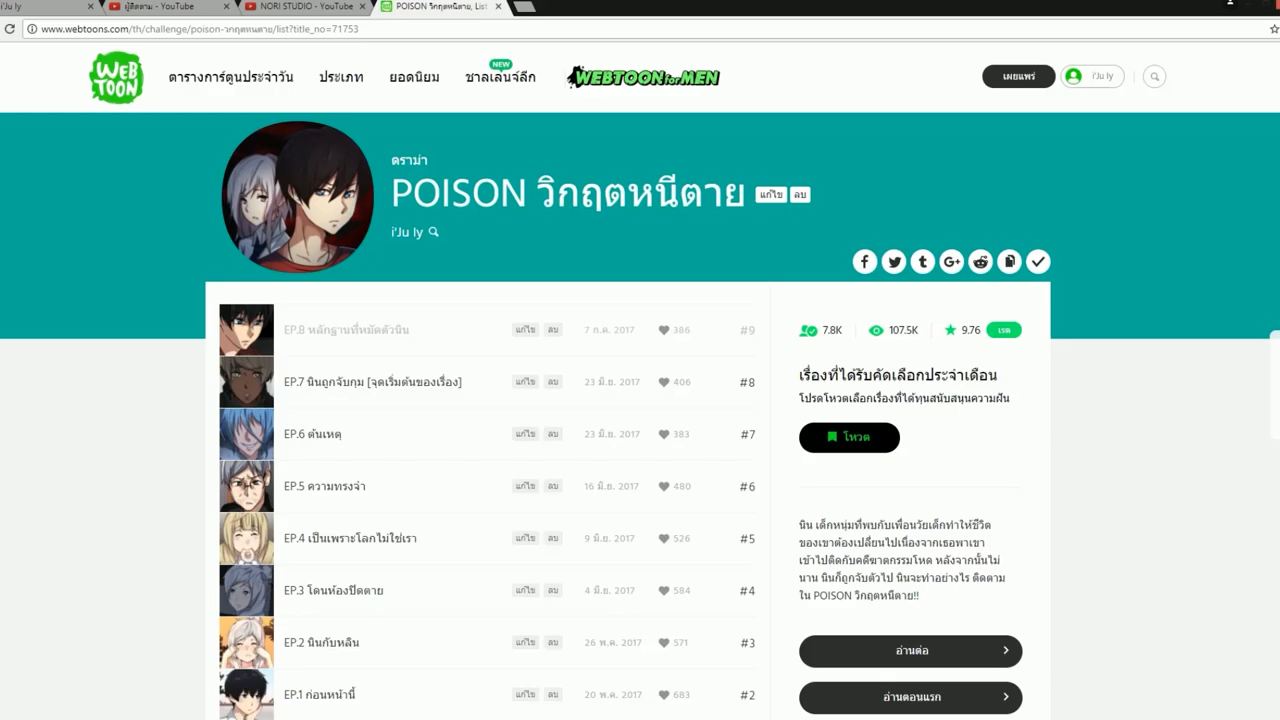 i'Ju ly
ผู้ติดตาม - YouTube
NORI STUDIO - YouTube
POISON วิกฤตหนีตาย, List
www.webtoons.com/th/challenge/poison-วกฤตหนตาย/list?title_no=71753
WEB TOON
ตารางการ์ตูนประจำวัน
ประเภท
ยอดนิยม
NEW
ชาลเลนจ์ลีก
WEBTOON for MEN
เผยแพร่
i'Ju ly
ดราม่า
POISON วิกฤตหนีตาย แก้ไข ลบ
i'Ju ly
EP.8 หลักฐานที่หมัดตัวนิน แก้ไข ลบ 7 ก.ค. 2017 386 #9
EP.7 นินถูกจับกุม [จุดเริ่มต้นของเรื่อง] แก้ไข ลบ 23 มิ.ย. 2017 406 #8
EP.6 ต้นเหตุ แก้ไข ลบ 23 มิ.ย. 2017 383 #7
EP.5 ความทรงจำ แก้ไข ลบ 16 มิ.ย. 2017 480 #6
EP.4 เป็นเพราะโลกไม่ใช่เรา แก้ไข ลบ 9 มิ.ย. 2017 526 #5
EP.3 โดนห้องปิดตาย แก้ไข ลบ 4 มิ.ย. 2017 584 #4
EP.2 นินกับหลิน แก้ไข ลบ 26 พ.ค. 2017 571 #3
EP.1 ก่อนหน้านี้ แก้ไข ลบ 20 พ.ค. 2017 683 #2
7.8K 107.5K 9.76 เรต
เรื่องที่ได้รับคัดเลือกประจำเดือน
โปรดโหวตเลือกเรื่องที่ได้ทุนสนับสนุนความฝัน
โหวต
นิน เด็กหนุ่มที่พบกับเพื่อนวัยเด็กทำให้ชีวิต
ของเขาต้องเปลี่ยนไปเนื่องจากเธอพาเขา
เข้าไปติดกับคดีฆาตกรรมโหด หลังจากนั้นไม่
นาน นินก็ถูกจับตัวไป นินจะทำอย่างไร ติดตาม
ใน POISON วิกฤตหนีตาย!!
อ่านต่อ
อ่านตอนแรก